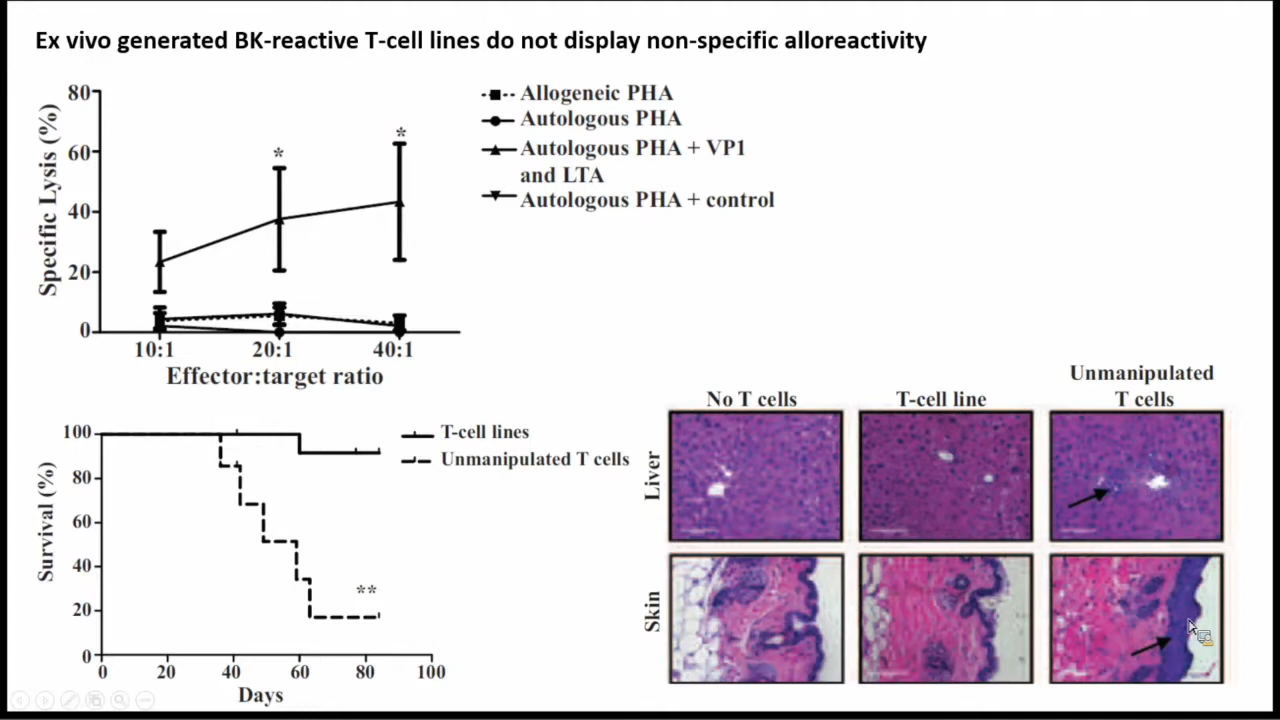 Ex vivo generated BK-reactive T-cell lines do not display non-specific alloreactivity
Specific Lysis (%)
80
60
40
20
0
*
*
10:1
20:1
40:1
Effector:target ratio
Allogeneic PHA
Autologous PHA
Autologous PHA + VP1
and LTA
Autologous PHA + control
Survival (%)
100
80
60
40
20
0
**
0
20
40
60
80
100
Days
T-cell lines
Unmanipulated T cells
No T cells
T-cell line
Unmanipulated
T cells
Liver
Skin